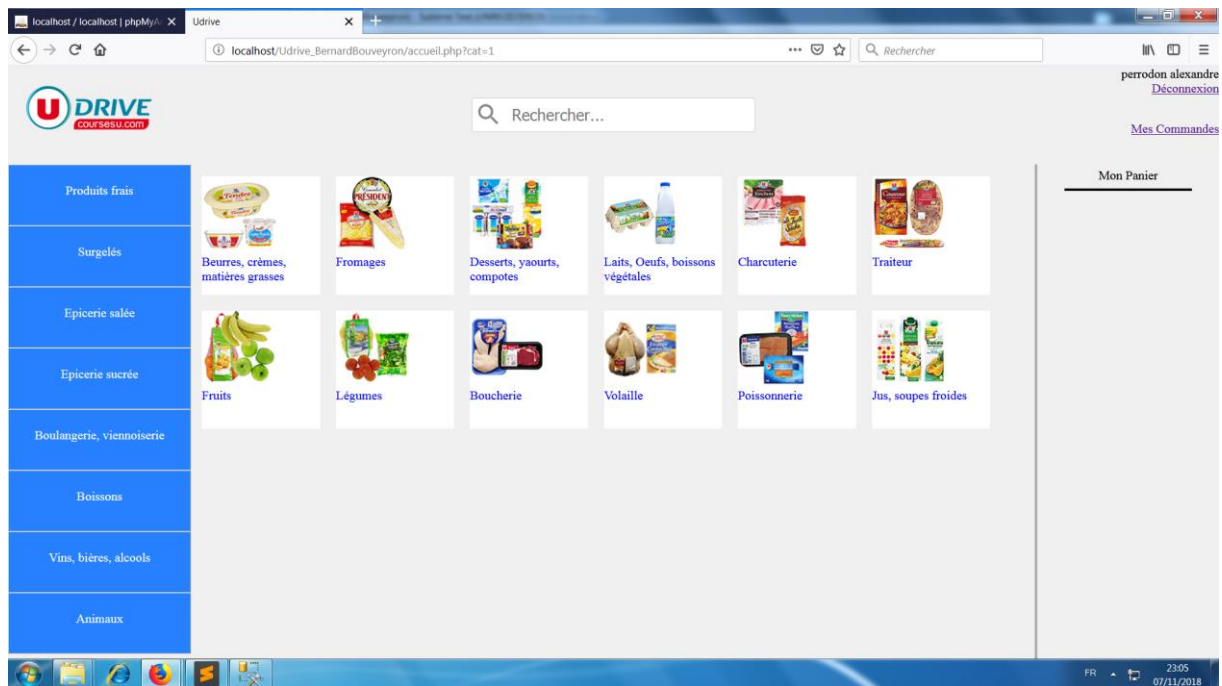 localhost / localhost | phpMyA
Udrive
localhost/Udrive_BernardBouveyron/accueil.php?cat=1
Rechercher
perrodon alexandre
Déconnexion
Mes Commandes
U DRIVE
coursesu.com
Rechercher...
Mon Panier
Produits frais
Surgelés
Epicerie salée
Epicerie sucrée
Boulangerie, viennoiserie
Boissons
Vins, bières, alcools
Animaux
Tendre
PRÉSIDENT
Beurres, crèmes,
matières grasses
Fromages
Desserts, yaourts,
compotes
Laits, Oeufs, boissons
végétales
Charcuterie
Traiteur
Fruits
Légumes
Boucherie
Volaille
Poissonnerie
Jus, soupes froides
FR
23:05
07/11/2018